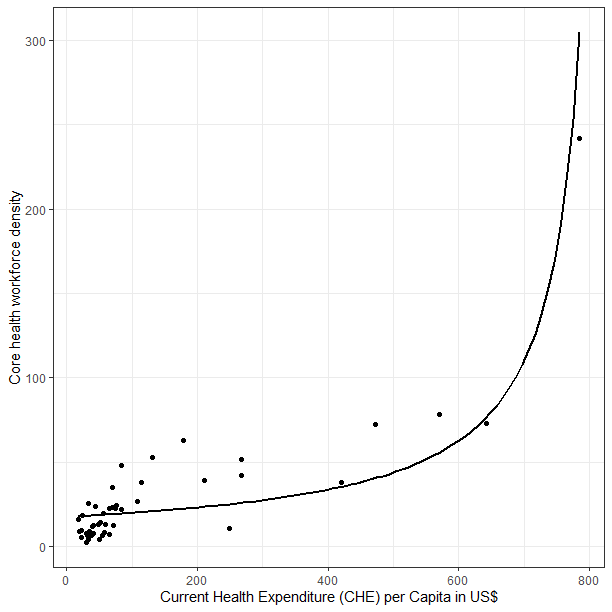 Core health workforce density
300
200
100
0
0 200 400 600 800
Current Health Expenditure (CHE) per Capita in US$